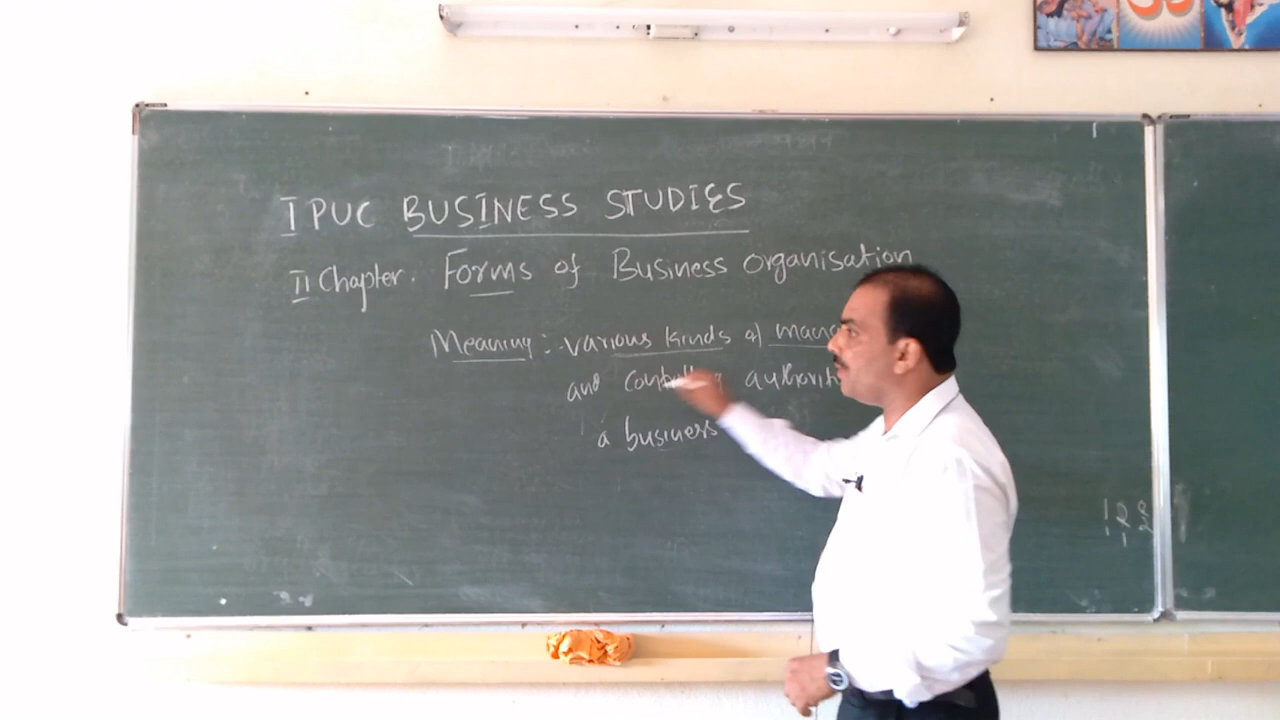 I PUC BUSINESS STUDIES
II Chapter. Forms of Business Organisation
Meaning: various kinds of
and
a business